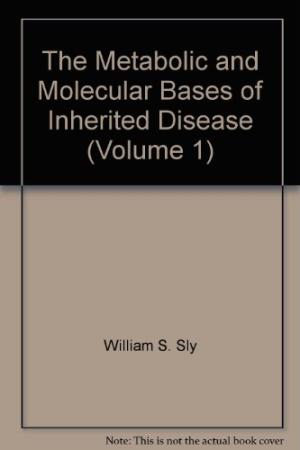 The Metabolic and
Molecular Bases of
Inherited Disease
(Volume 1)
William S. Sly
Note: This is not the actual book cover